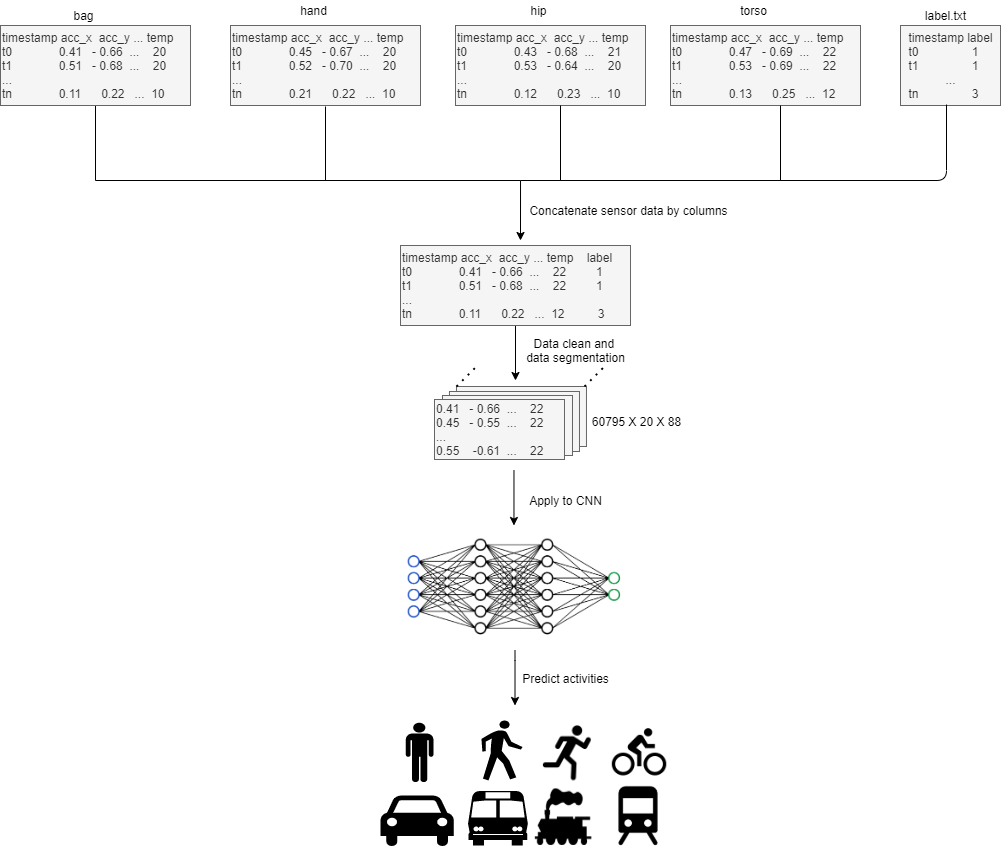 bag
timestamp acc_x acc_y ... temp
t0 0.41 - 0.66 ... 20
t1 0.51 - 0.68 ... 20
...
tn 0.11 0.22 ... 10
hand
timestamp acc_x acc_y ... temp
t0 0.45 - 0.67 ... 20
t1 0.52 - 0.70 ... 20
...
tn 0.21 0.22 ... 10
hip
timestamp acc_x acc_y ... temp
t0 0.43 - 0.68 ... 21
t1 0.53 - 0.64 ... 20
...
tn 0.12 0.23 ... 10
torso
timestamp acc_x acc_y ... temp
t0 0.47 - 0.69 ... 22
t1 0.53 - 0.69 ... 22
...
tn 0.13 0.25 ... 12
label.txt
timestamp label
t0 1
t1 1
...
tn 3
Concatenate sensor data by columns
timestamp acc_x acc_y ... temp label
t0 0.41 - 0.66 ... 22 1
t1 0.51 - 0.68 ... 22 1
...
tn 0.11 0.22 ... 12 3
Data clean and
data segmentation
0.41 - 0.66 ... 22
0.45 - 0.55 ... 22
...
0.55 -0.61 ... 22
60795 X 20 X 88
Apply to CNN
Predict activities